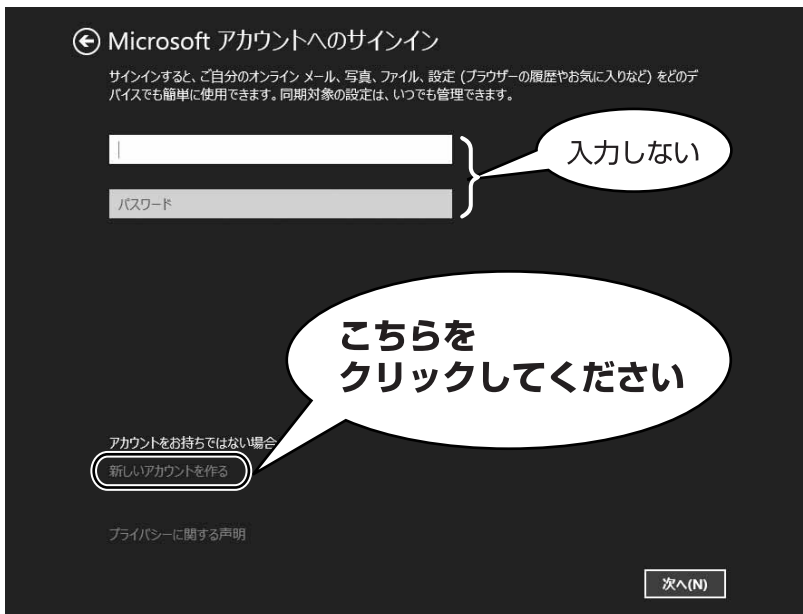 Microsoft アカウントへのサインイン
サインインすると、ご自分のオンライン メール、写真、ファイル、設定 (ブラウザーの履歴やお気に入りなど) をどのデ
バイスでも簡単に使用できます。同期対象の設定は、いつでも管理できます。
入力しない
パスワード
こちらを
クリックしてください
アカウントをお持ちではない場合
新しいアカウントを作る
プライバシーに関する声明
次へ(N)